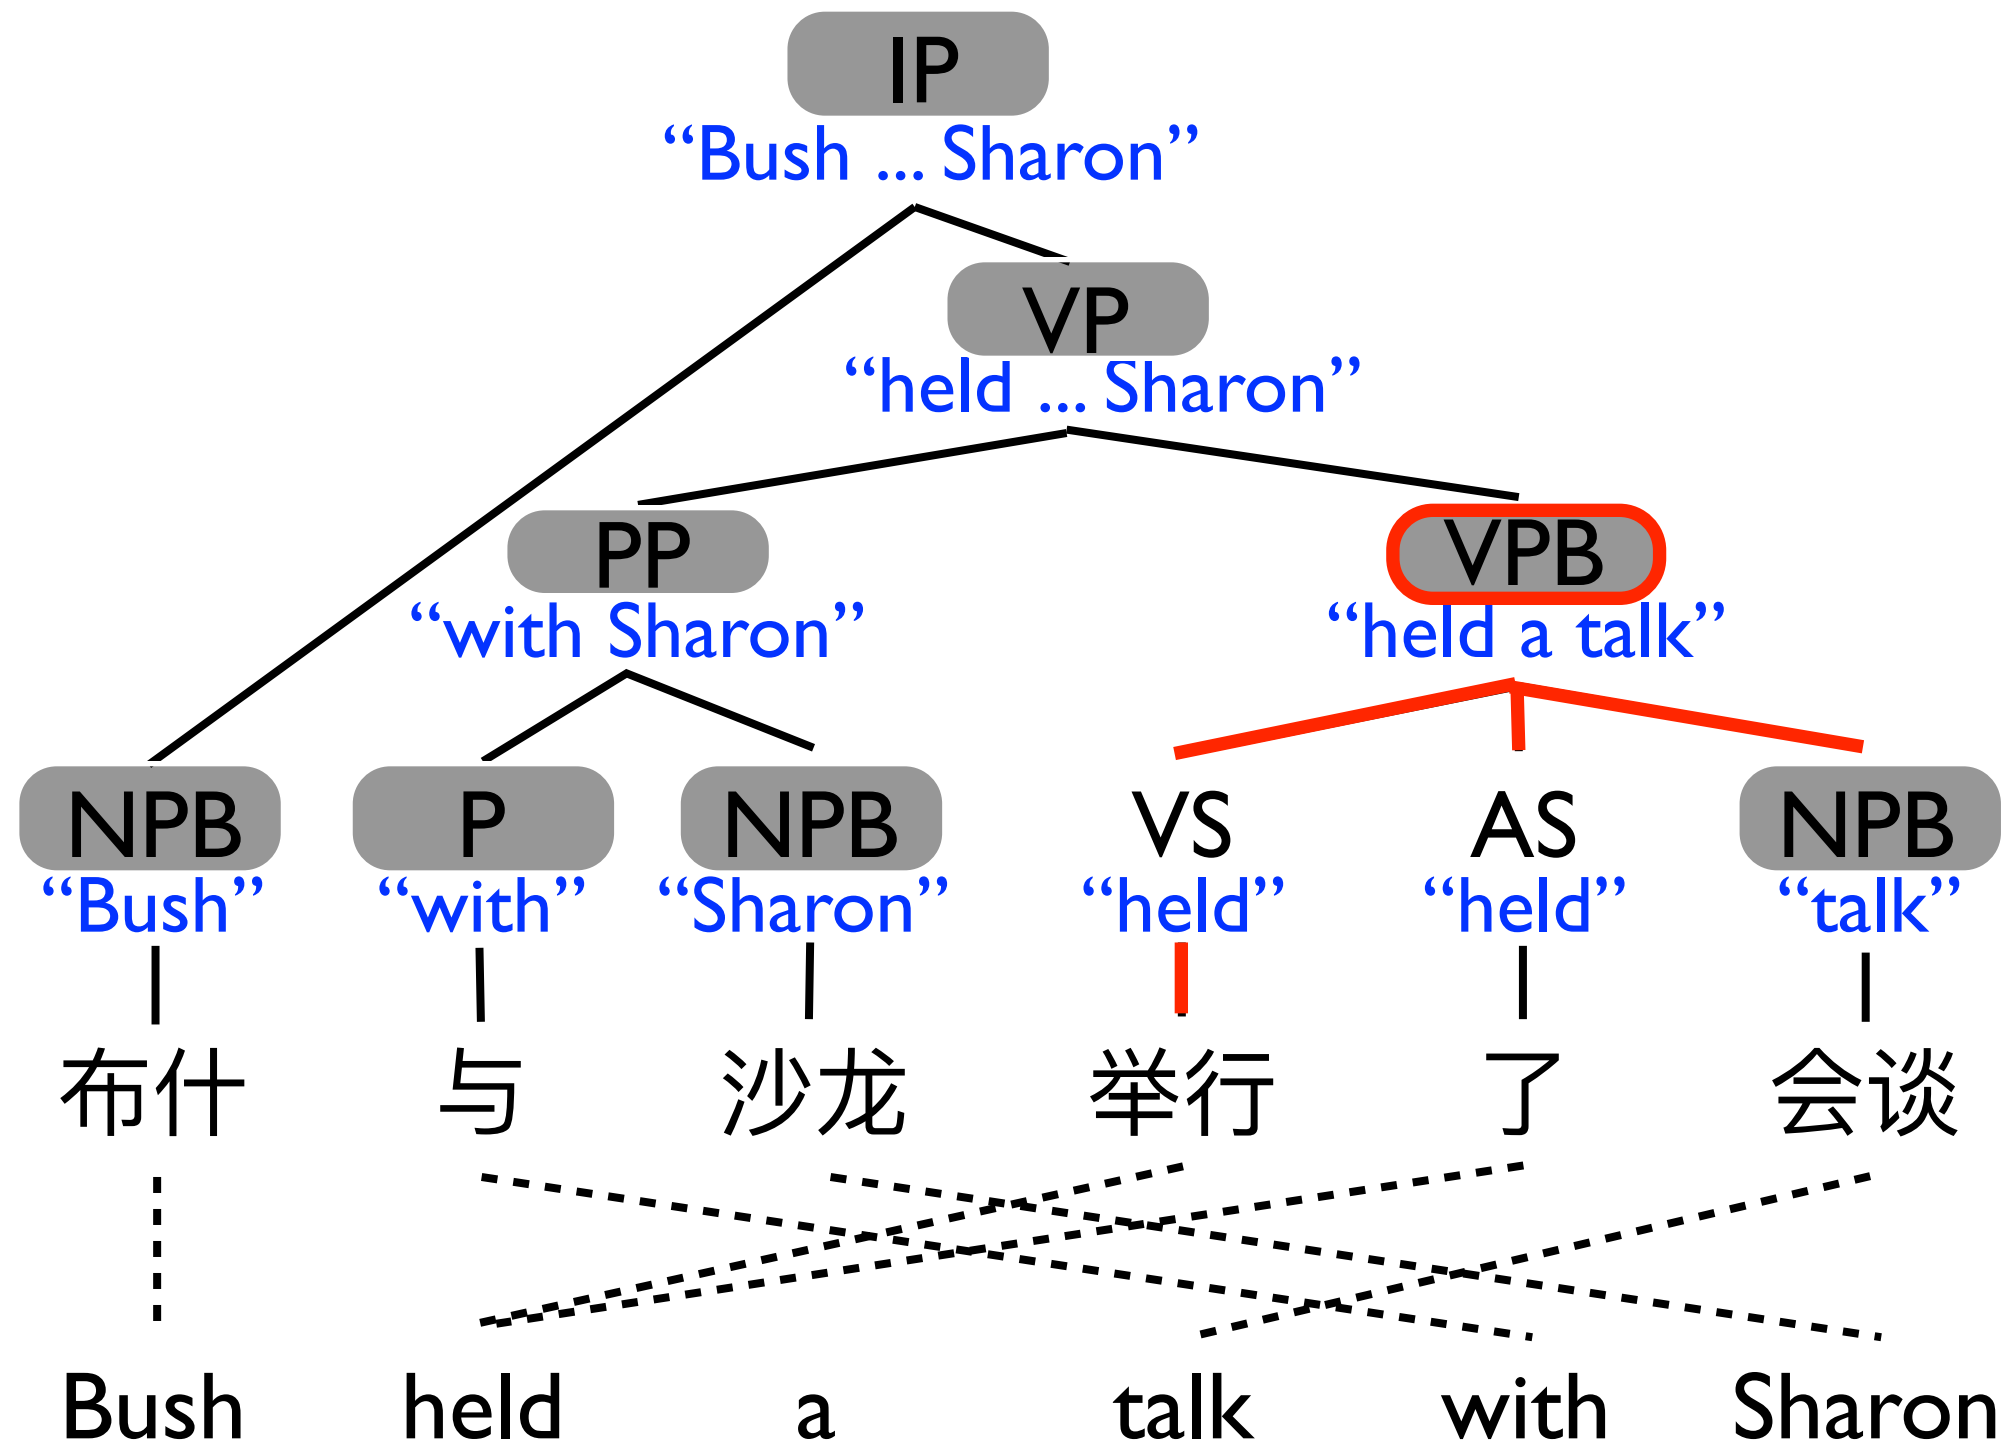 IP
“Bush ... Sharon”
VP
“held ... Sharon”
PP VPB
“with Sharon” “held a talk”
NPB P NPB VS AS NPB
“Bush” “with” “Sharon” “held” “held” “talk”
布什 与 沙龙 举行 了 会谈
Bush held a talk with Sharon